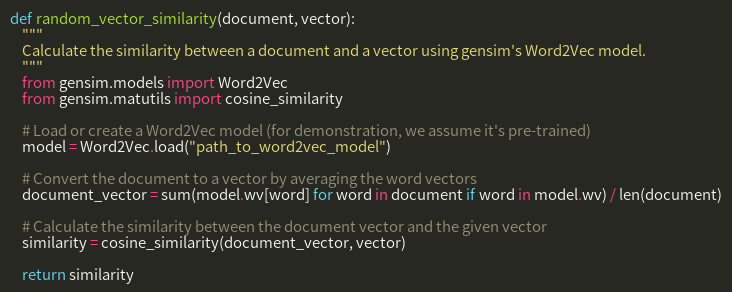 def random_vector_similarity(document, vector):
    """
    Calculate the similarity between a document and a vector using gensim's Word2Vec model.
    """
    from gensim.models import Word2Vec
    from gensim.matutils import cosine_similarity

    # Load or create a Word2Vec model (for demonstration, we assume it's pre-trained)
    model = Word2Vec.load("path_to_word2vec_model")

    # Convert the document to a vector by averaging the word vectors
    document_vector = sum(model.wv[word] for word in document if word in model.wv) / len(document)

    # Calculate the similarity between the document vector and the given vector
    similarity = cosine_similarity(document_vector, vector)

    return similarity